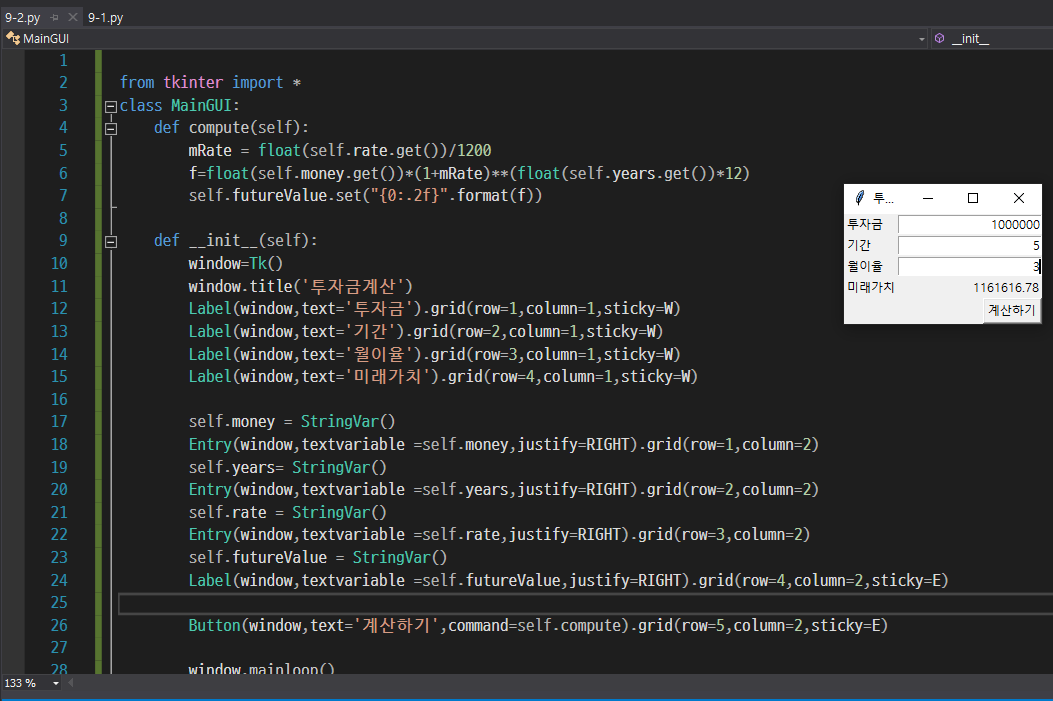 9-2.py 9-1.py
MainGUI __init__
1
2 from tkinter import *
3 class MainGUI:
4 def compute(self):
5 mRate = float(self.rate.get())/1200
6 f=float(self.money.get())*(1+mRate)**(float(self.years.get())*12)
7 self.futureValue.set("{0:.2f}".format(f))
8
9 def __init__(self):
10 window=Tk()
11 window.title('투자금계산')
12 Label(window,text='투자금').grid(row=1,column=1,sticky=W)
13 Label(window,text='기간').grid(row=2,column=1,sticky=W)
14 Label(window,text='월이율').grid(row=3,column=1,sticky=W)
15 Label(window,text='미래가치').grid(row=4,column=1,sticky=W)
16
17 self.money = StringVar()
18 Entry(window,textvariable =self.money,justify=RIGHT).grid(row=1,column=2)
19 self.years= StringVar()
20 Entry(window,textvariable =self.years,justify=RIGHT).grid(row=2,column=2)
21 self.rate = StringVar()
22 Entry(window,textvariable =self.rate,justify=RIGHT).grid(row=3,column=2)
23 self.futureValue = StringVar()
24 Label(window,textvariable =self.futureValue,justify=RIGHT).grid(row=4,column=2,sticky=E)
25
26 Button(window,text='계산하기',command=self.compute).grid(row=5,column=2,sticky=E)
27
28 window.mainloop()
133 %
투...
투자금 1000000
기간 5
월이율 3
미래가치 1161616.78
계산하기